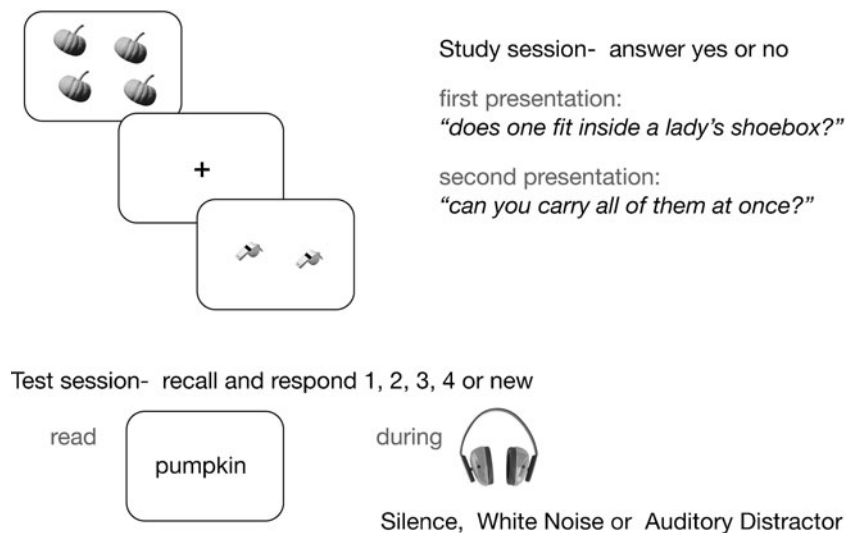 Study session- answer yes or no
first presentation:
“does one fit inside a lady’s shoebox?”
second presentation:
“can you carry all of them at once?”
+
Test session- recall and respond 1, 2, 3, 4 or new
read
pumpkin
during
Silence, White Noise or Auditory Distractor